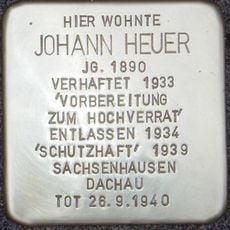 HIER WOHNTE
JOHANN HEUER
JG. 1890
VERHAFTET 1933
'VORBEREITUNG
ZUM HOCHVERRAT'
ENTLASSEN 1934
'SCHUTZHAFT' 1939
SACHSENHAUSEN
DACHAU
TOT 26.9.1940